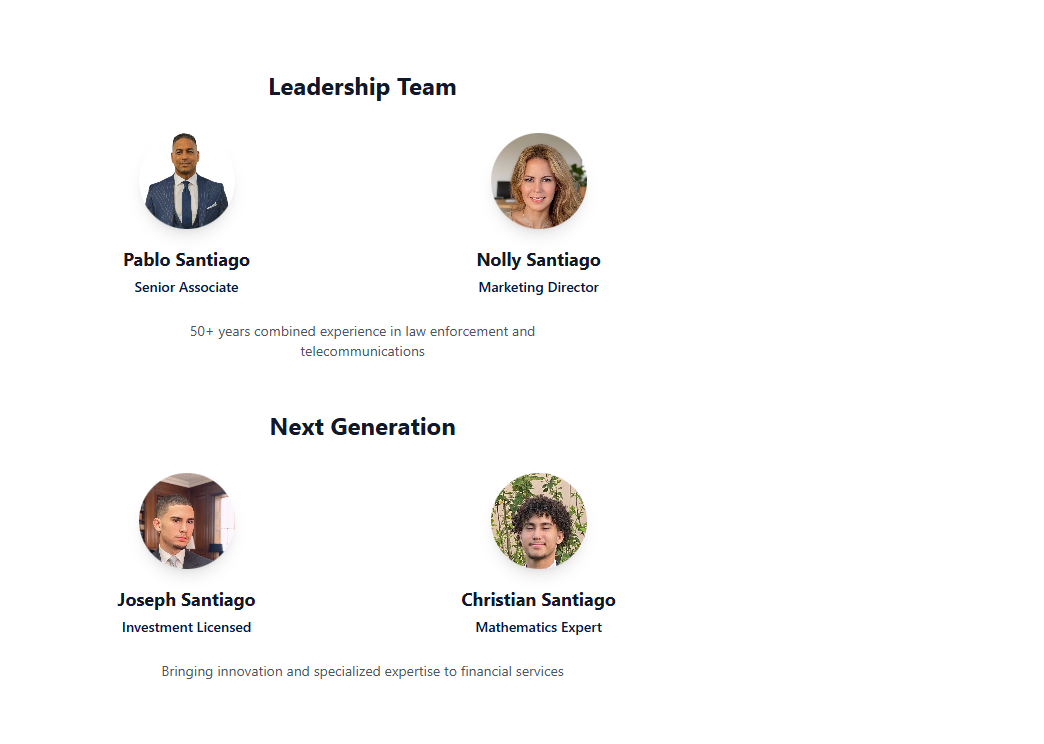 Leadership Team
Pablo Santiago
Nolly Santiago
Senior Associate
Marketing Director
50+ years combined experience in law enforcement and
telecommunications
Next Generation
Joseph Santiago
Christian Santiago
Investment Licensed
Mathematics Expert
Bringing innovation and specialized expertise to financial services